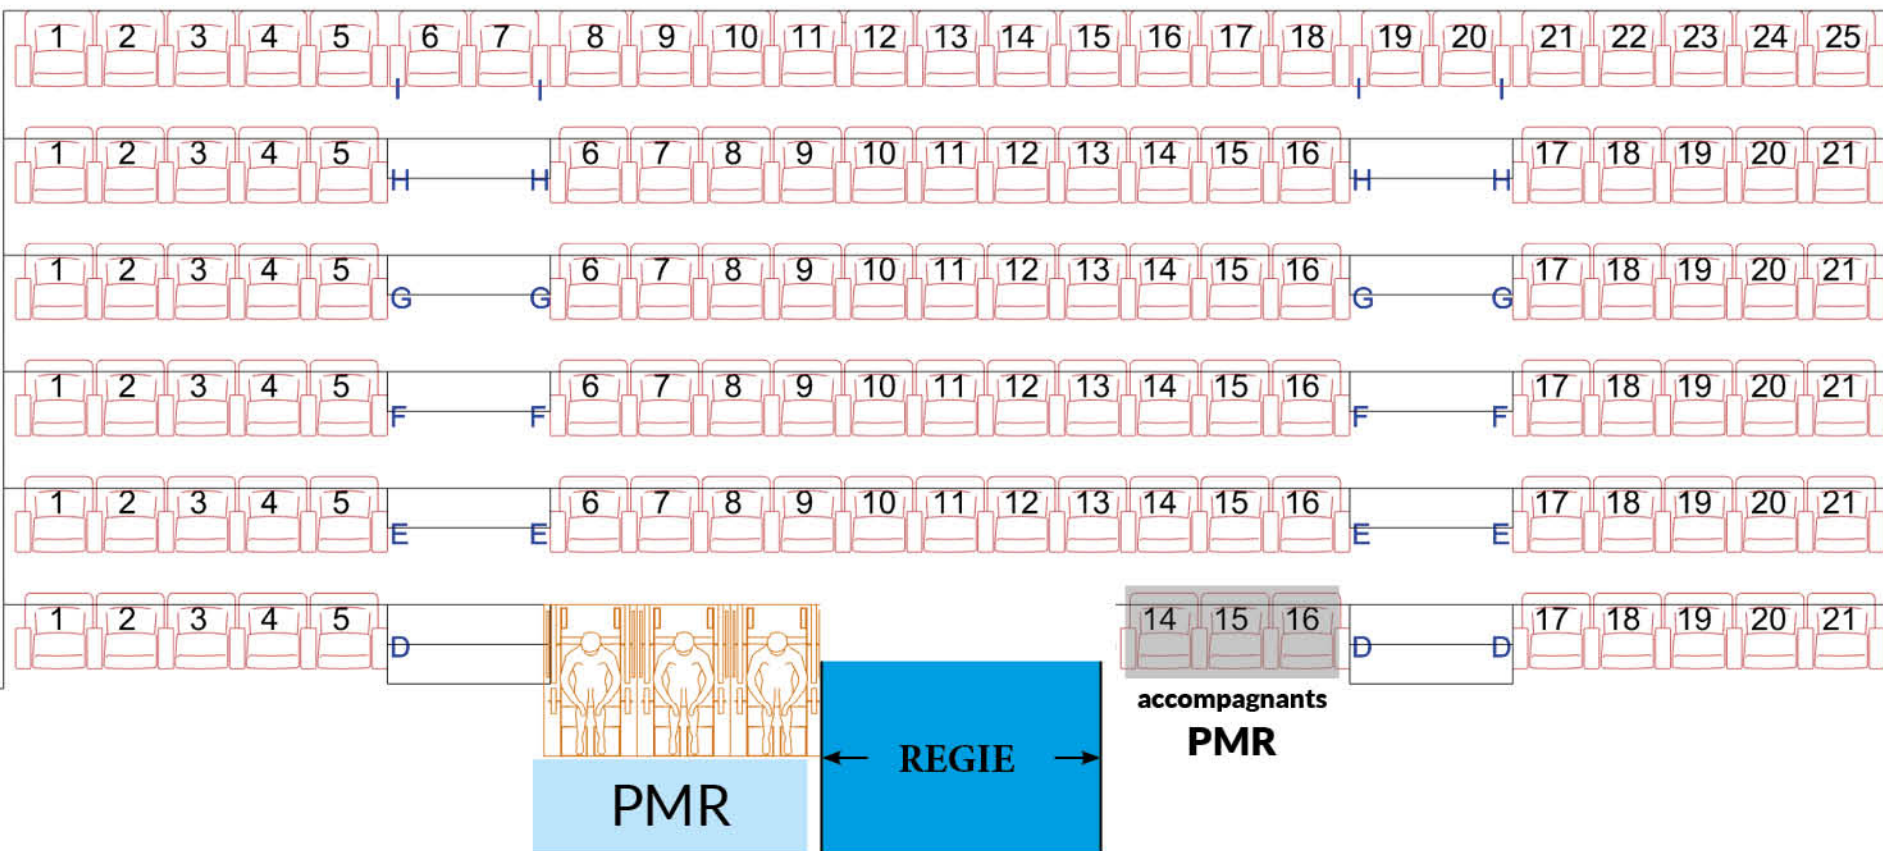 1 2 3 4 5 6 7 8 9 10 11 12 13 14 15 16 17 18 19 20 21 22 23 24 25
I I I I
1 2 3 4 5 6 7 8 9 10 11 12 13 14 15 16 17 18 19 20 21
H H H H
1 2 3 4 5 6 7 8 9 10 11 12 13 14 15 16 17 18 19 20 21
G G G G
1 2 3 4 5 6 7 8 9 10 11 12 13 14 15 16 17 18 19 20 21
F F F F
1 2 3 4 5 6 7 8 9 10 11 12 13 14 15 16 17 18 19 20 21
E E E E
1 2 3 4 5 14 15 16 17 18 19 20 21
D D D
accompagnants
PMR
REGIE
PMR